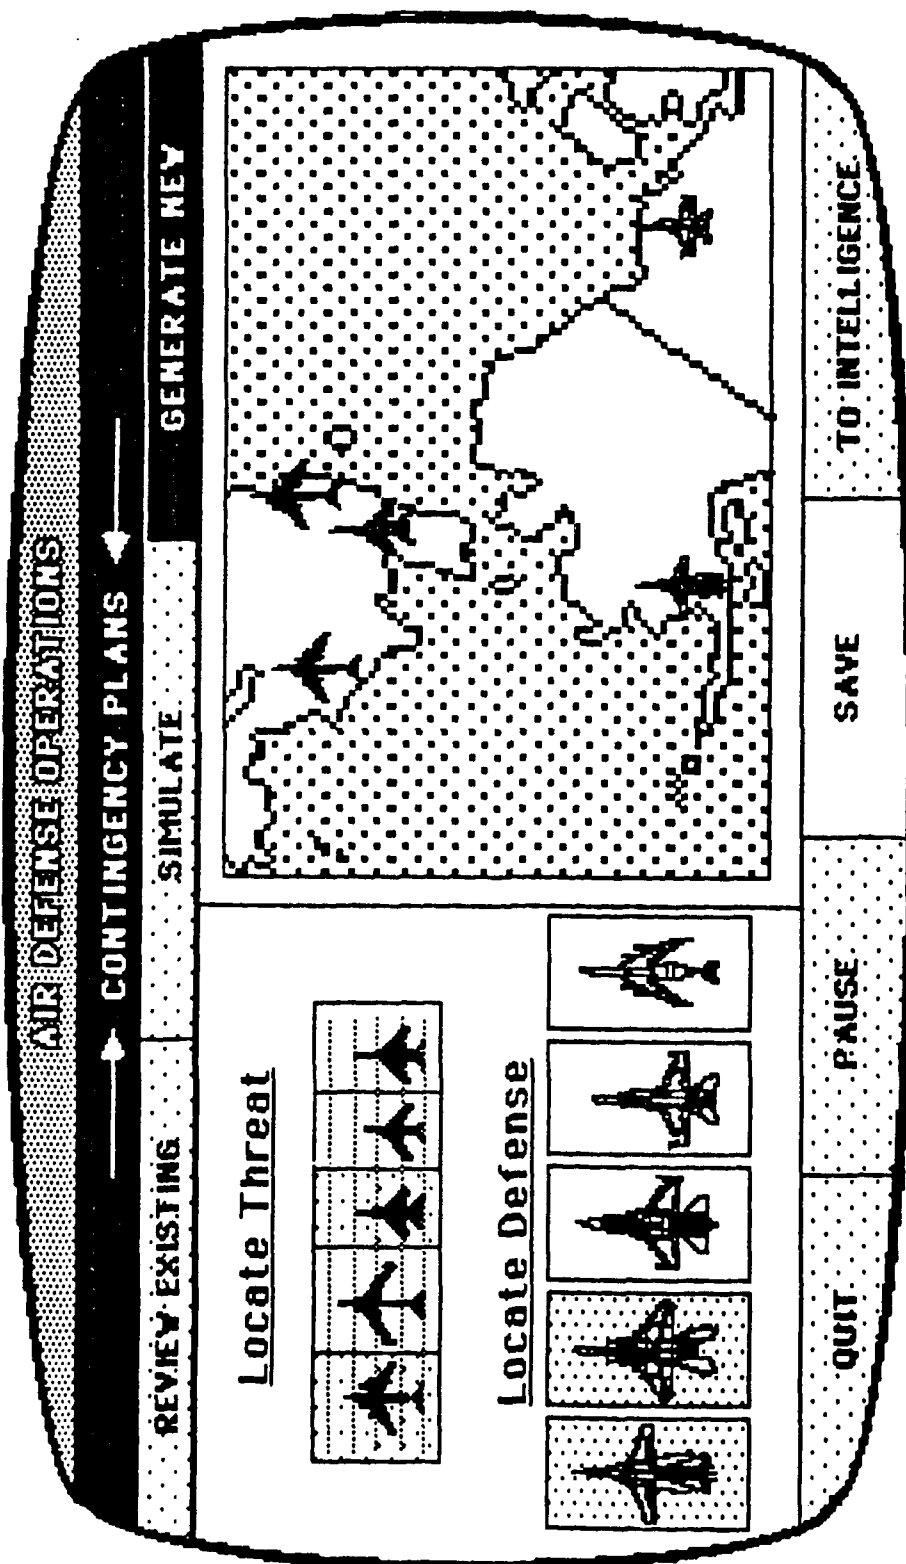 AIR DEFENSE OPERATIONS
CONTINGENCY PLANS
REVIEW EXISTING
SIMULATE
GENERATE NEW
Locate Threat
Locate Defense
QUIT
PAUSE
SAVE
TO INTELLIGENCE